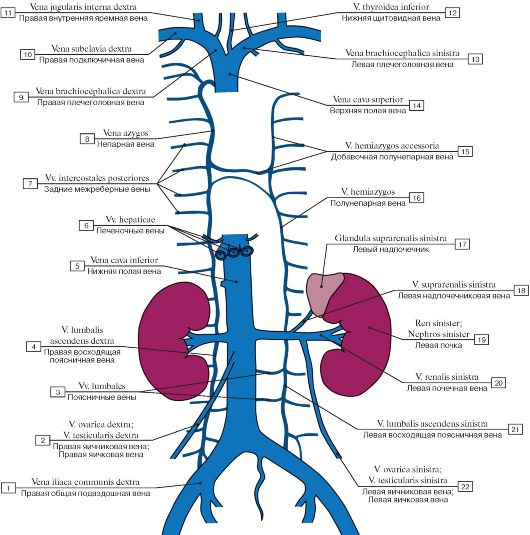 11
Vena jugularis interna dextra
Правая внутренняя яремная вена
10
Vena subclavia dextra
Правая подключичная вена
9
Vena brachiocephalica dextra
Правая плечеголовная вена
8
Vena azygos
Непарная вена
7
Vv. intercostales posteriores
Задние межреберные вены
6
Vv. hepaticae
Печеночные вены
5
Vena cava inferior
Нижняя полая вена
4
V. lumbalis
ascendens dextra
Правая восходящая
поясничная вена
3
Vv. lumbales
Поясничные вены
2
V. ovarica dextra;
V. testicularis dextra
Правая яичниковая вена;
Правая яичковая вена
1
Vena iliaca communis dextra
Правая общая подвздошная вена
V. thyroidea inferior
Нижняя щитовидная вена
12
Vena brachiocephalica sinistra
Левая плечеголовная вена
13
Vena cava superior
Верхняя полая вена
14
V. hemiazygos accessoria
Добавочная полунепарная вена
15
V. hemiazygos
Полунепарная вена
16
Glandula suprarenalis sinistra
Левый надпочечник
17
V. suprarenalis sinistra
Левая надпочечниковая вена
18
Ren sinister;
Nephros sinister
Левая почка
19
V. renalis sinistra
Левая почечная вена
20
V. lumbalis ascendens sinistra
Левая восходящая поясничная вена
21
V. ovarica sinistra;
V. testicularis sinistra
Левая яичниковая вена;
Левая яичковая вена
22